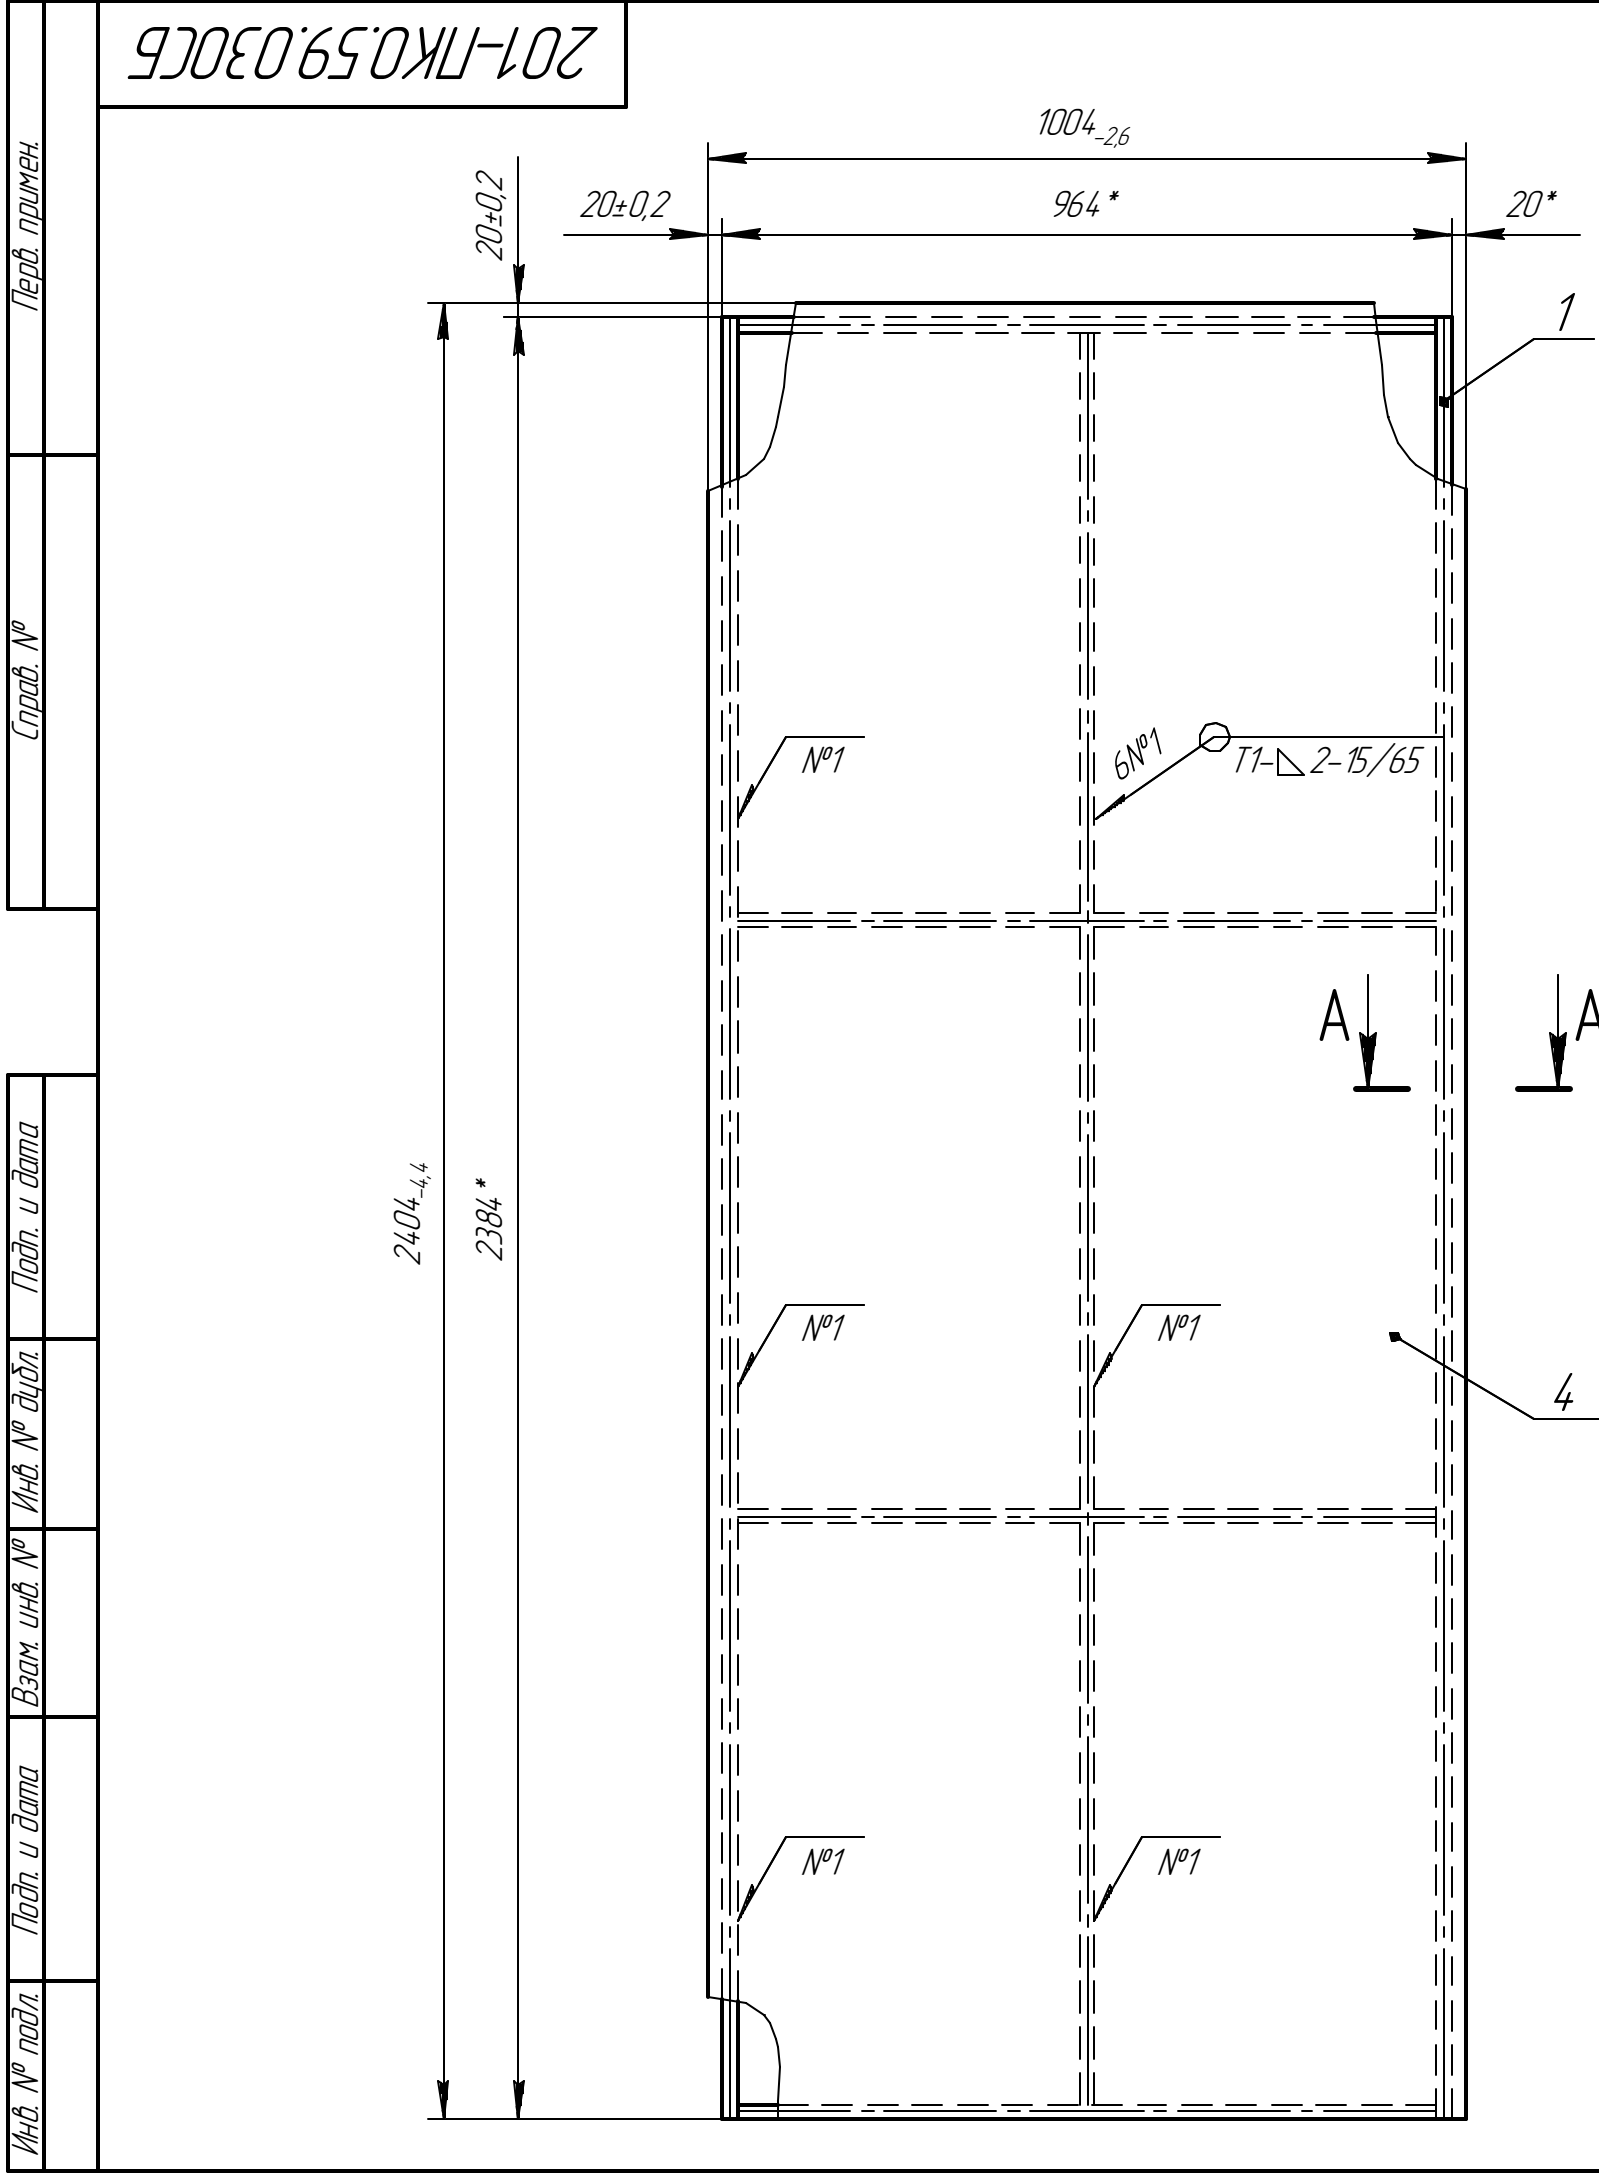 201-ПК0.59.030СБ
1004-2,6
20±0,2
20±0,2
964*
20*
1
Перв. примен.
Справ. №
№1
6№1
Т1-◺2-15/65
А
А
2404-4,4
2384*
№1
№1
4
№1
№1
Подп. и дата
Инв. № дубл.
Взам. инв. №
Подп. и дата
Инв. № подл.